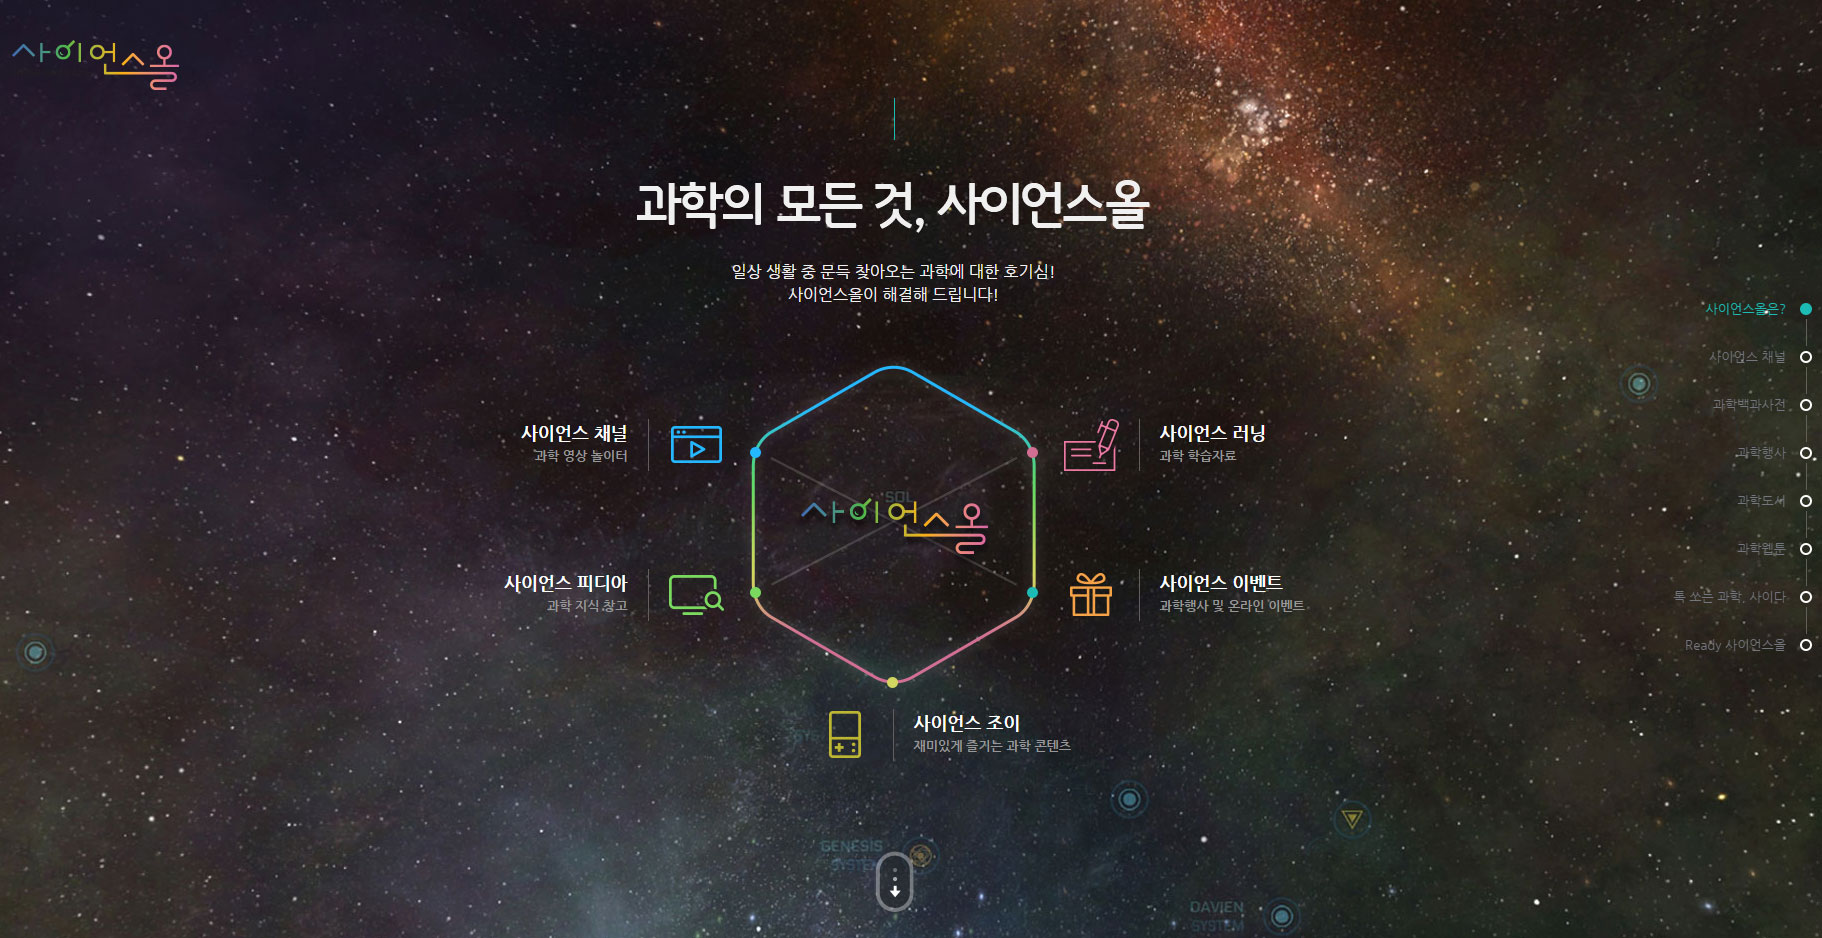 사이언스올
과학의 모든 것, 사이언스올
일상 생활 중 문득 찾아오는 과학에 대한 호기심!
사이언스올이 해결해 드립니다!
사이언스올은?
사이언스 채널
과학백과사전
과학행사
과학도서
과학웹툰
톡 쏘는 과학, 사이다
Ready 사이언스올
사이언스 채널
과학 영상 놀이터
사이언스 러닝
과학 학습자료
SOL
사이언스올
사이언스 피디아
과학 지식 창고
사이언스 이벤트
과학행사 및 온라인 이벤트
사이언스 조이
재미있게 즐기는 과학 콘텐츠
GENESIS
SYSTEM
DAVIEN
SYSTEM